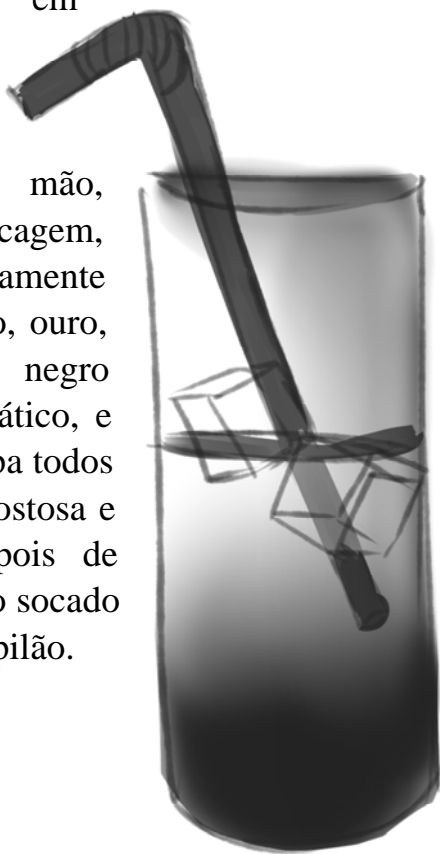 em
mão,
cagem,
amente
o, ouro,
negro
ático, e
pa todos
ostosa e
pois de
o socado
pilão.